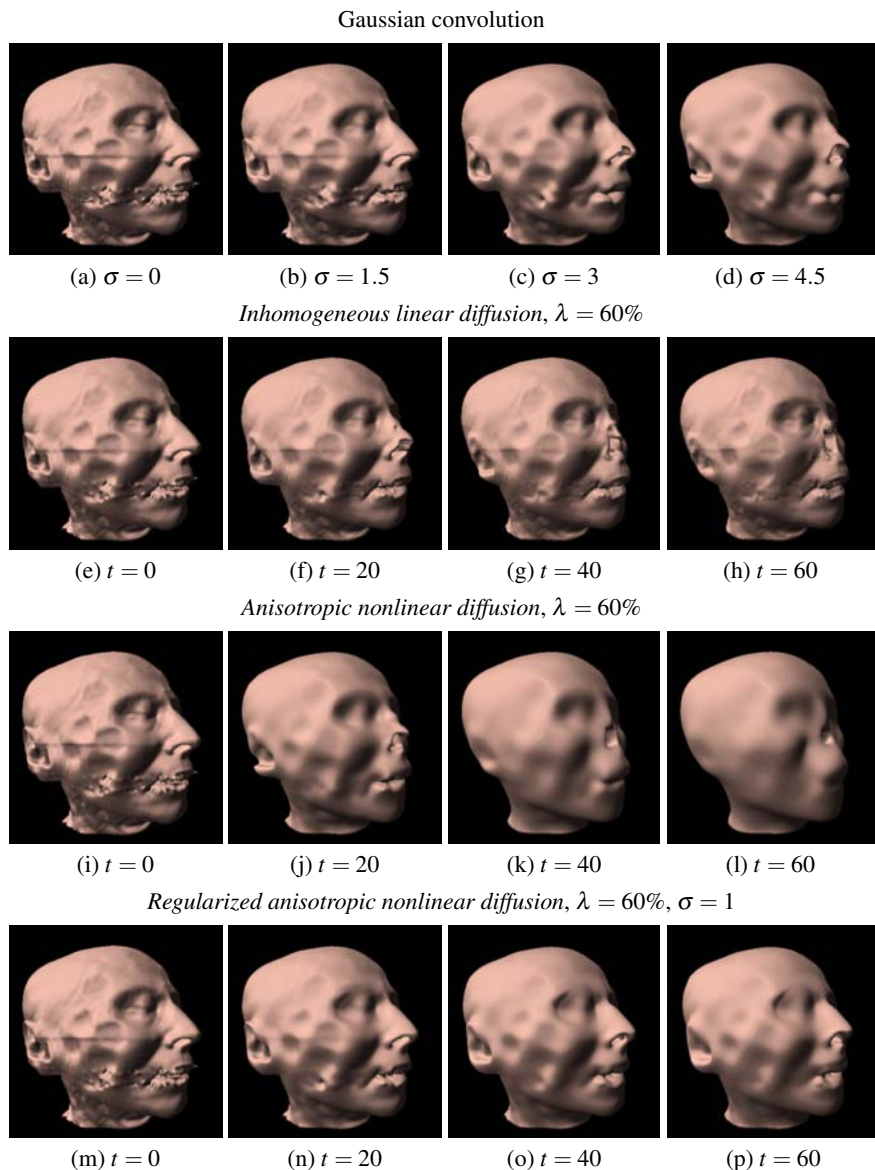 Gaussian convolution
(a) σ = 0
(b) σ = 1.5
(c) σ = 3
(d) σ = 4.5
Inhomogeneous linear diffusion, λ = 60%
(e) t = 0
(f) t = 20
(g) t = 40
(h) t = 60
Anisotropic nonlinear diffusion, λ = 60%
(i) t = 0
(j) t = 20
(k) t = 40
(l) t = 60
Regularized anisotropic nonlinear diffusion, λ = 60%, σ = 1
(m) t = 0
(n) t = 20
(o) t = 40
(p) t = 60